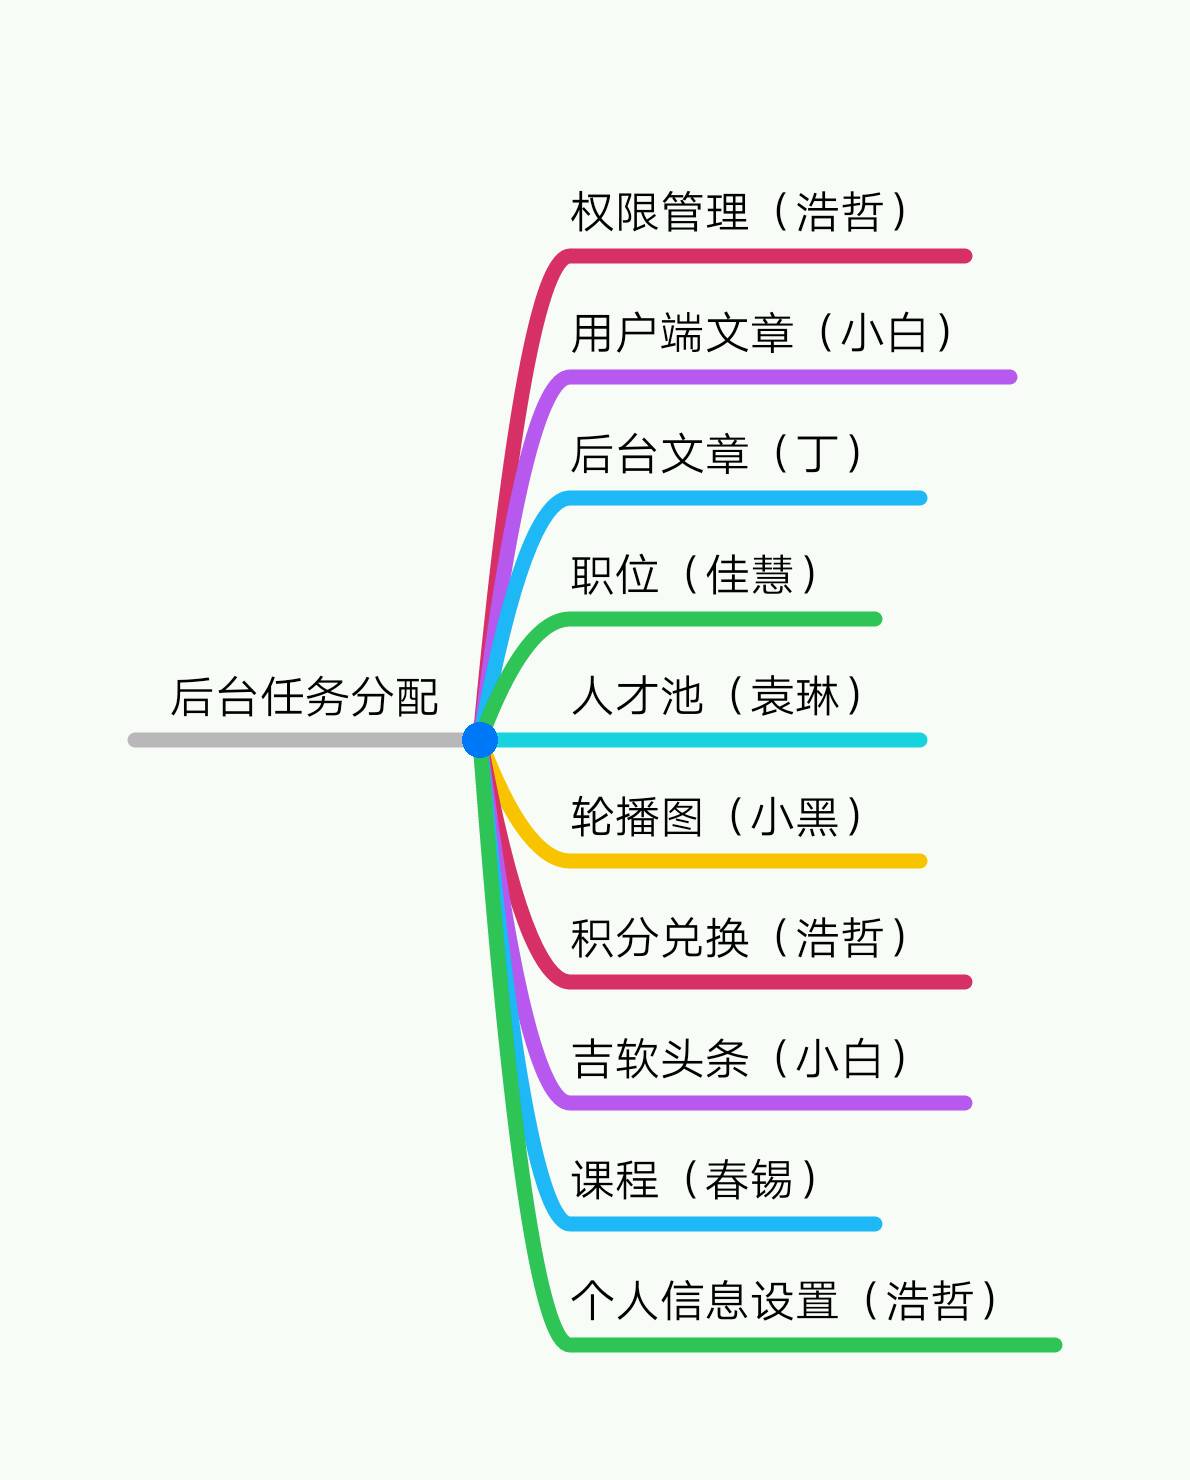 权限管理（浩哲）
用户端文章（小白）
后台文章（丁）
职位（佳慧）
后台任务分配
人才池（袁琳）
轮播图（小黑）
积分兑换（浩哲）
吉软头条（小白）
课程（春锡）
个人信息设置（浩哲）